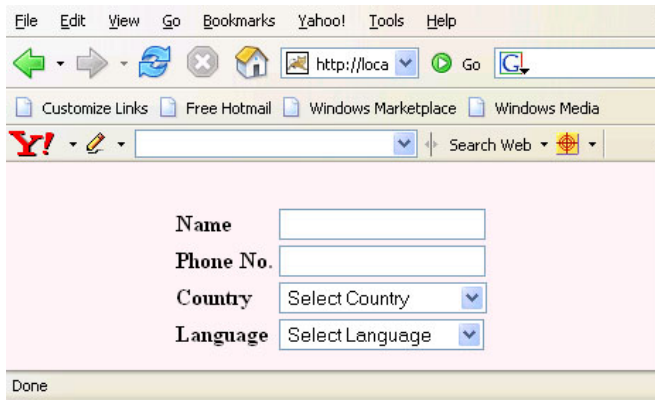 File Edit View Go Bookmarks Yahoo! Tools Help
http://loca Go G
Customize Links Free Hotmail Windows Marketplace Windows Media
Y! Search Web
Name
Phone No.
Country Select Country
Language Select Language
Done